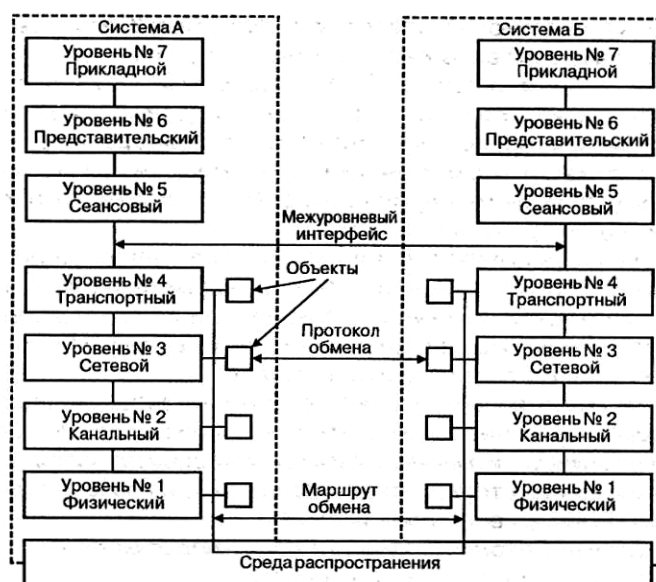 Система А
Уровень № 7
Прикладной
Уровень № 6
Представительский
Уровень № 5
Сеансовый
Уровень № 4
Транспортный
Уровень № 3
Сетевой
Уровень № 2
Канальный
Уровень № 1
Физический
Межуровневый
интерфейс
Объекты
Протокол
обмена
Маршрут
обмена
Система Б
Уровень № 7
Прикладной
Уровень № 6
Представительский
Уровень № 5
Сеансовый
Уровень № 4
Транспортный
Уровень № 3
Сетевой
Уровень № 2
Канальный
Уровень № 1
Физический
Среда распространения